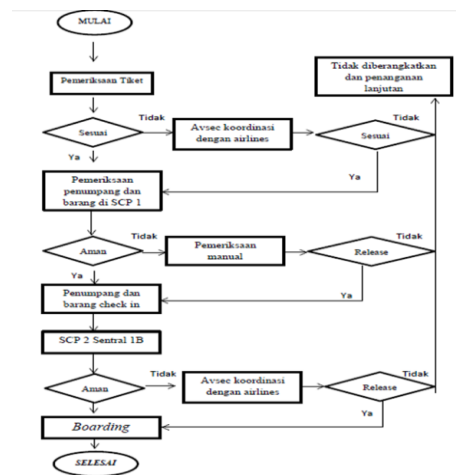 MULAI
Pemeriksaan Tiket
Tidak diberangkatkan
dan penanganan
lanjutan
Sesuai
Tidak
Avsec koordinasi
dengan airlines
Sesuai
Tidak
Ya
Ya
Pemeriksaan
penumpang dan
barang di SCP 1
Aman
Tidak
Pemeriksaan
manual
Release
Tidak
Ya
Ya
Penumpang dan
barang check in
SCP 2 Sentral 1B
Aman
Tidak
Avsec koordinasi
dengan airlines
Release
Tidak
Ya
Boarding
SELESAI